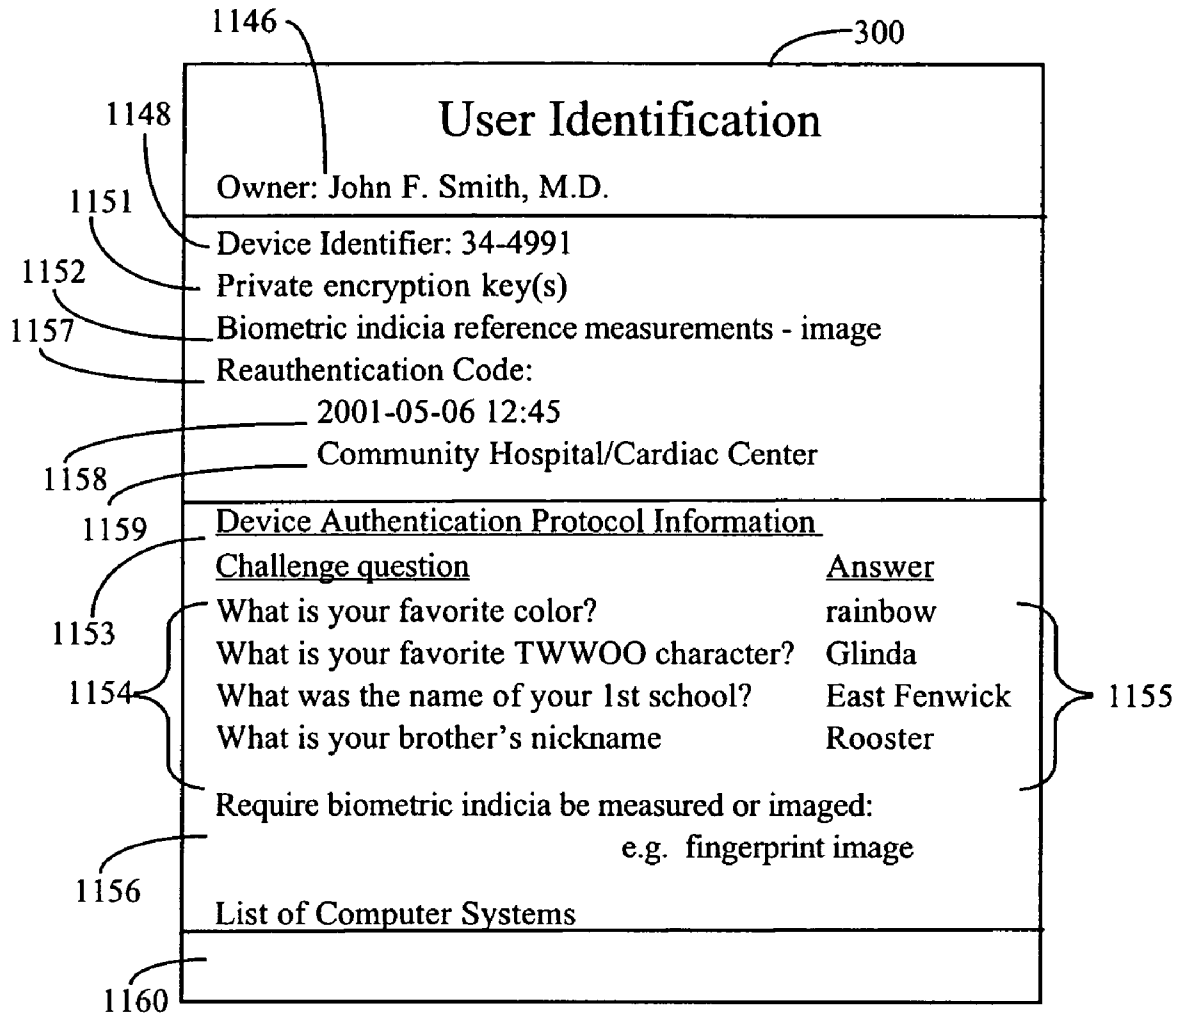 1146
300
User Identification
1148
Owner: John F. Smith, M.D.
1151
Device Identifier: 34-4991
1152
Private encryption key(s)
1157
Biometric indicia reference measurements - image
Reauthentication Code:
2001-05-06 12:45
1158
Community Hospital/Cardiac Center
1159
Device Authentication Protocol Information
Challenge question Answer
1153
What is your favorite color? rainbow
What is your favorite TWWOO character? Glinda
1154
What was the name of your 1st school? East Fenwick
1155
What is your brother's nickname Rooster
Require biometric indicia be measured or imaged:
e.g. fingerprint image
1156
List of Computer Systems
1160